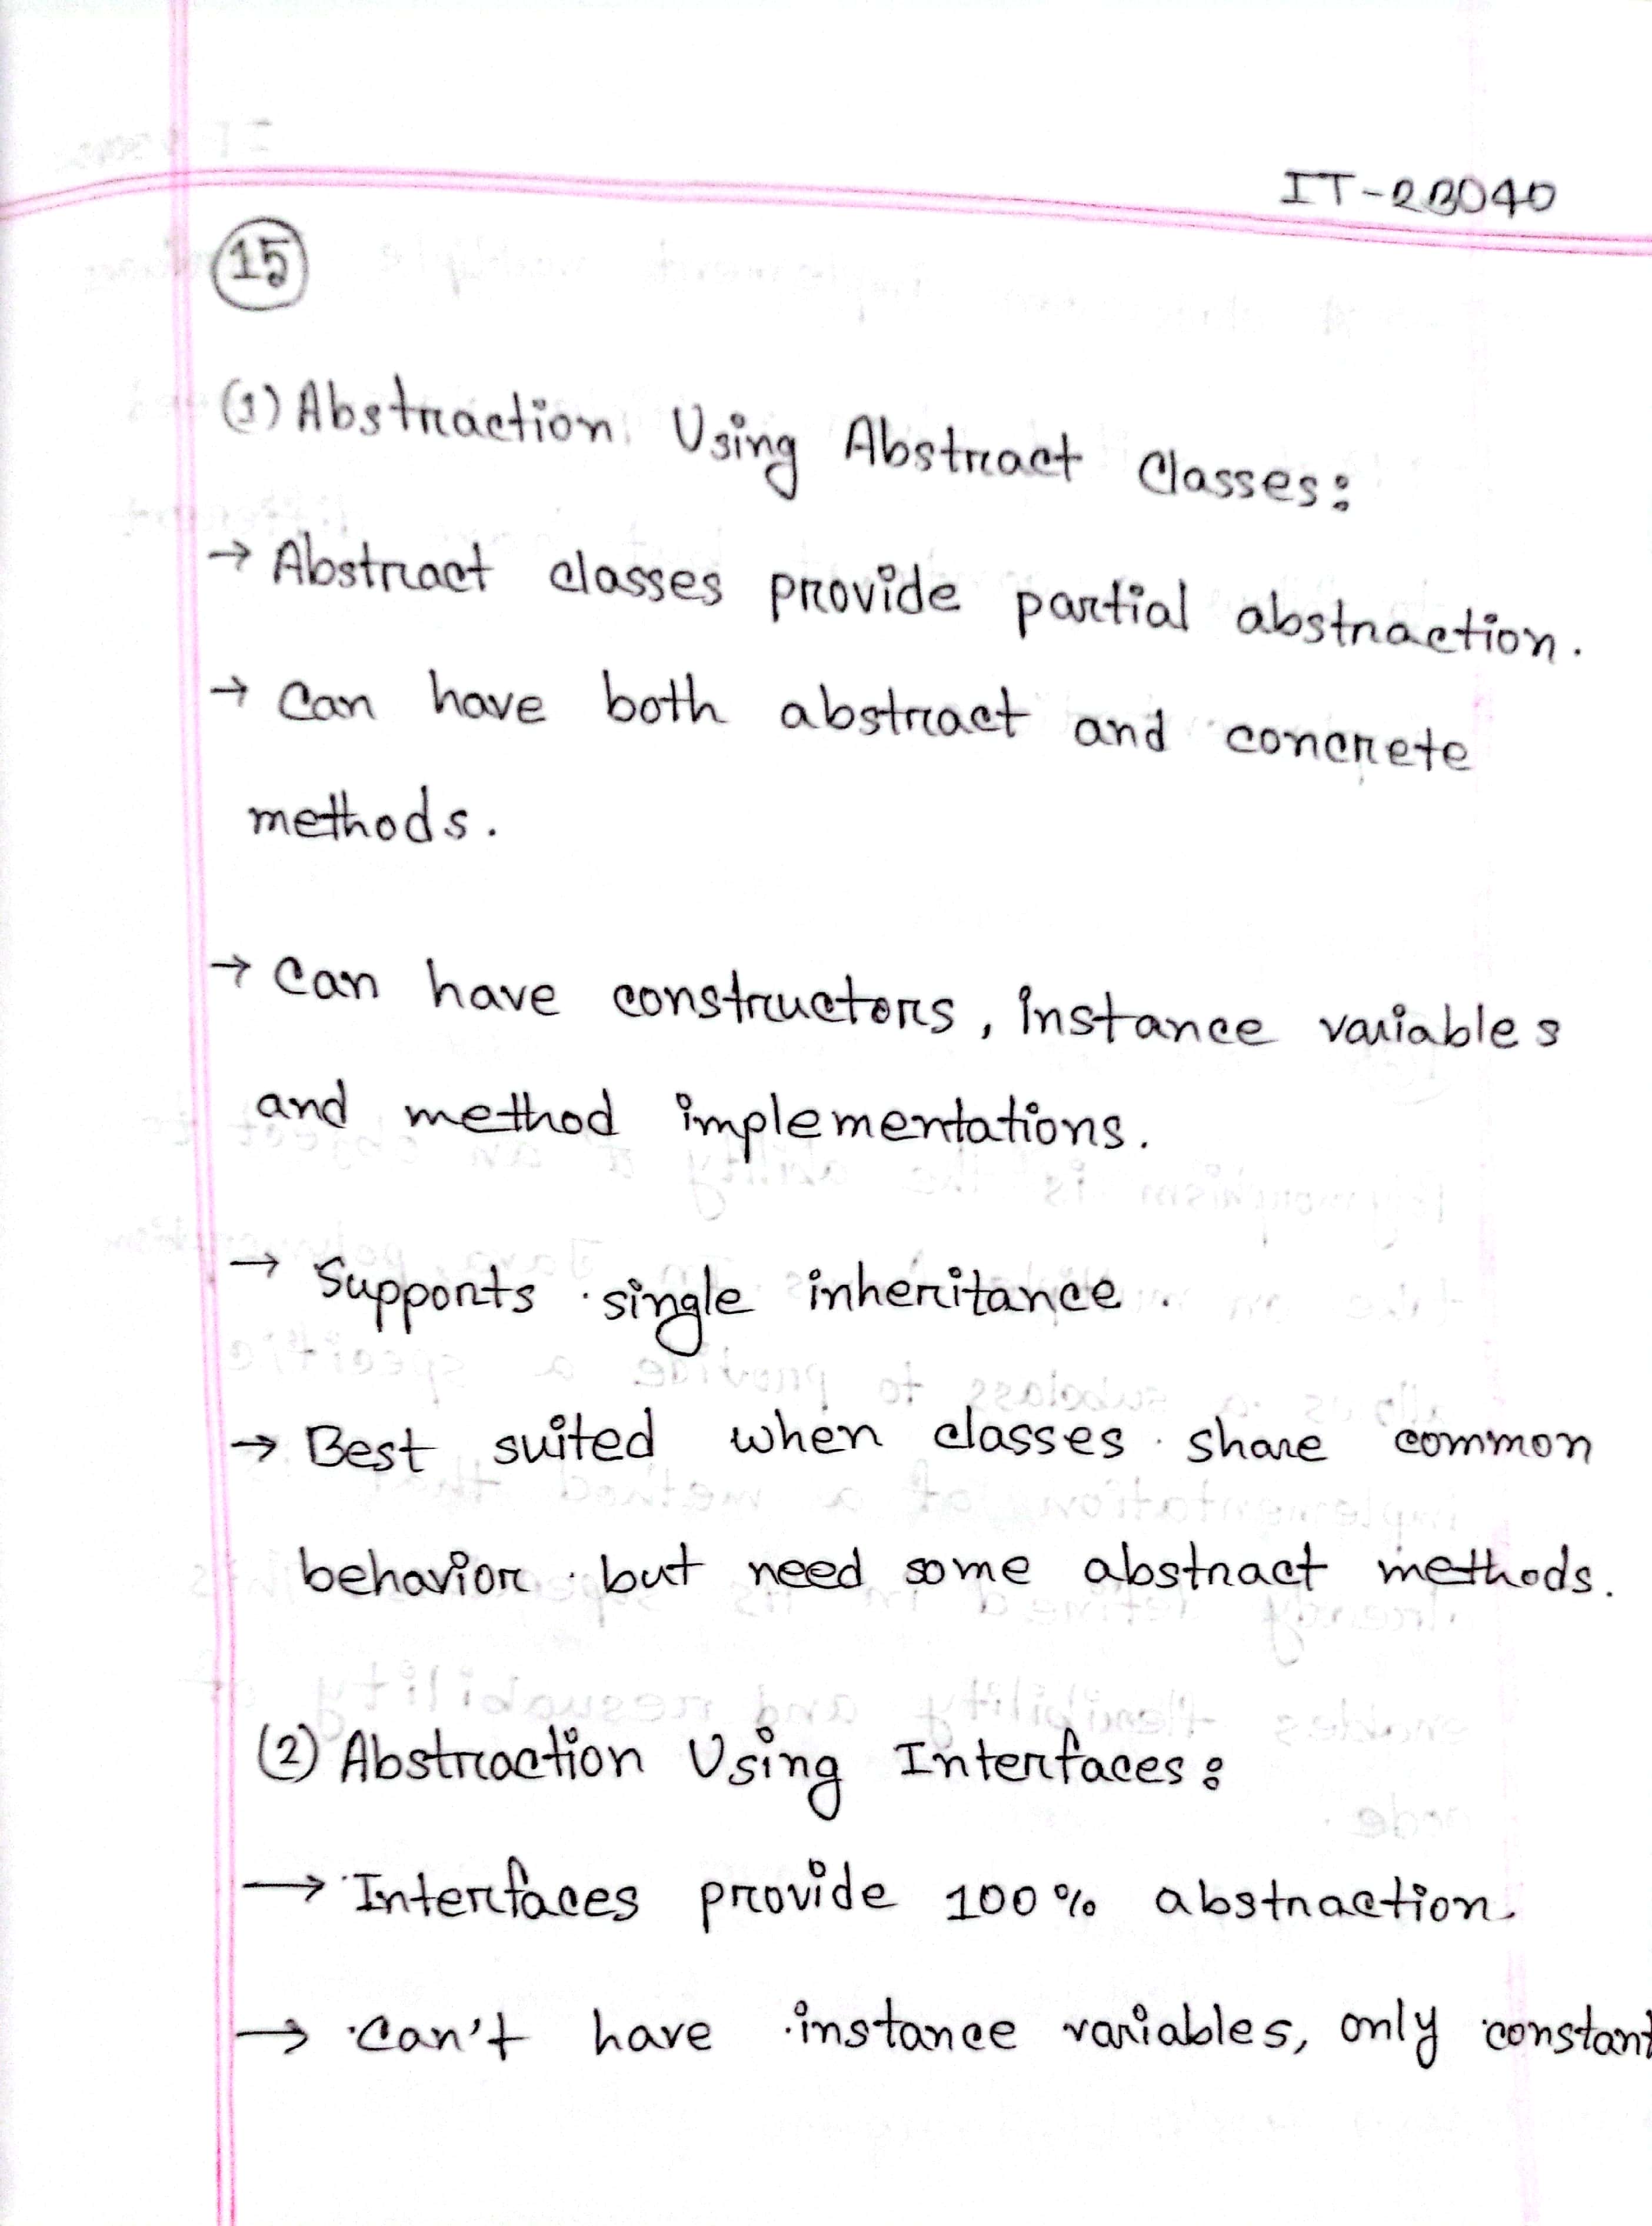 IT-23040
15
(1) Abstraction Using Abstract Classes:
→ Abstract classes provide partial abstraction.
→ Can have both abstract and concrete
methods.
→ Can have constructors, instance variables
and method implementations.
→ Supports single inheritance.
→ Best suited when classes share common
behavior but need some abstract methods.
(2) Abstraction Using Interfaces:
→ Interfaces provide 100% abstraction.
→ Can't have instance variables, only constant